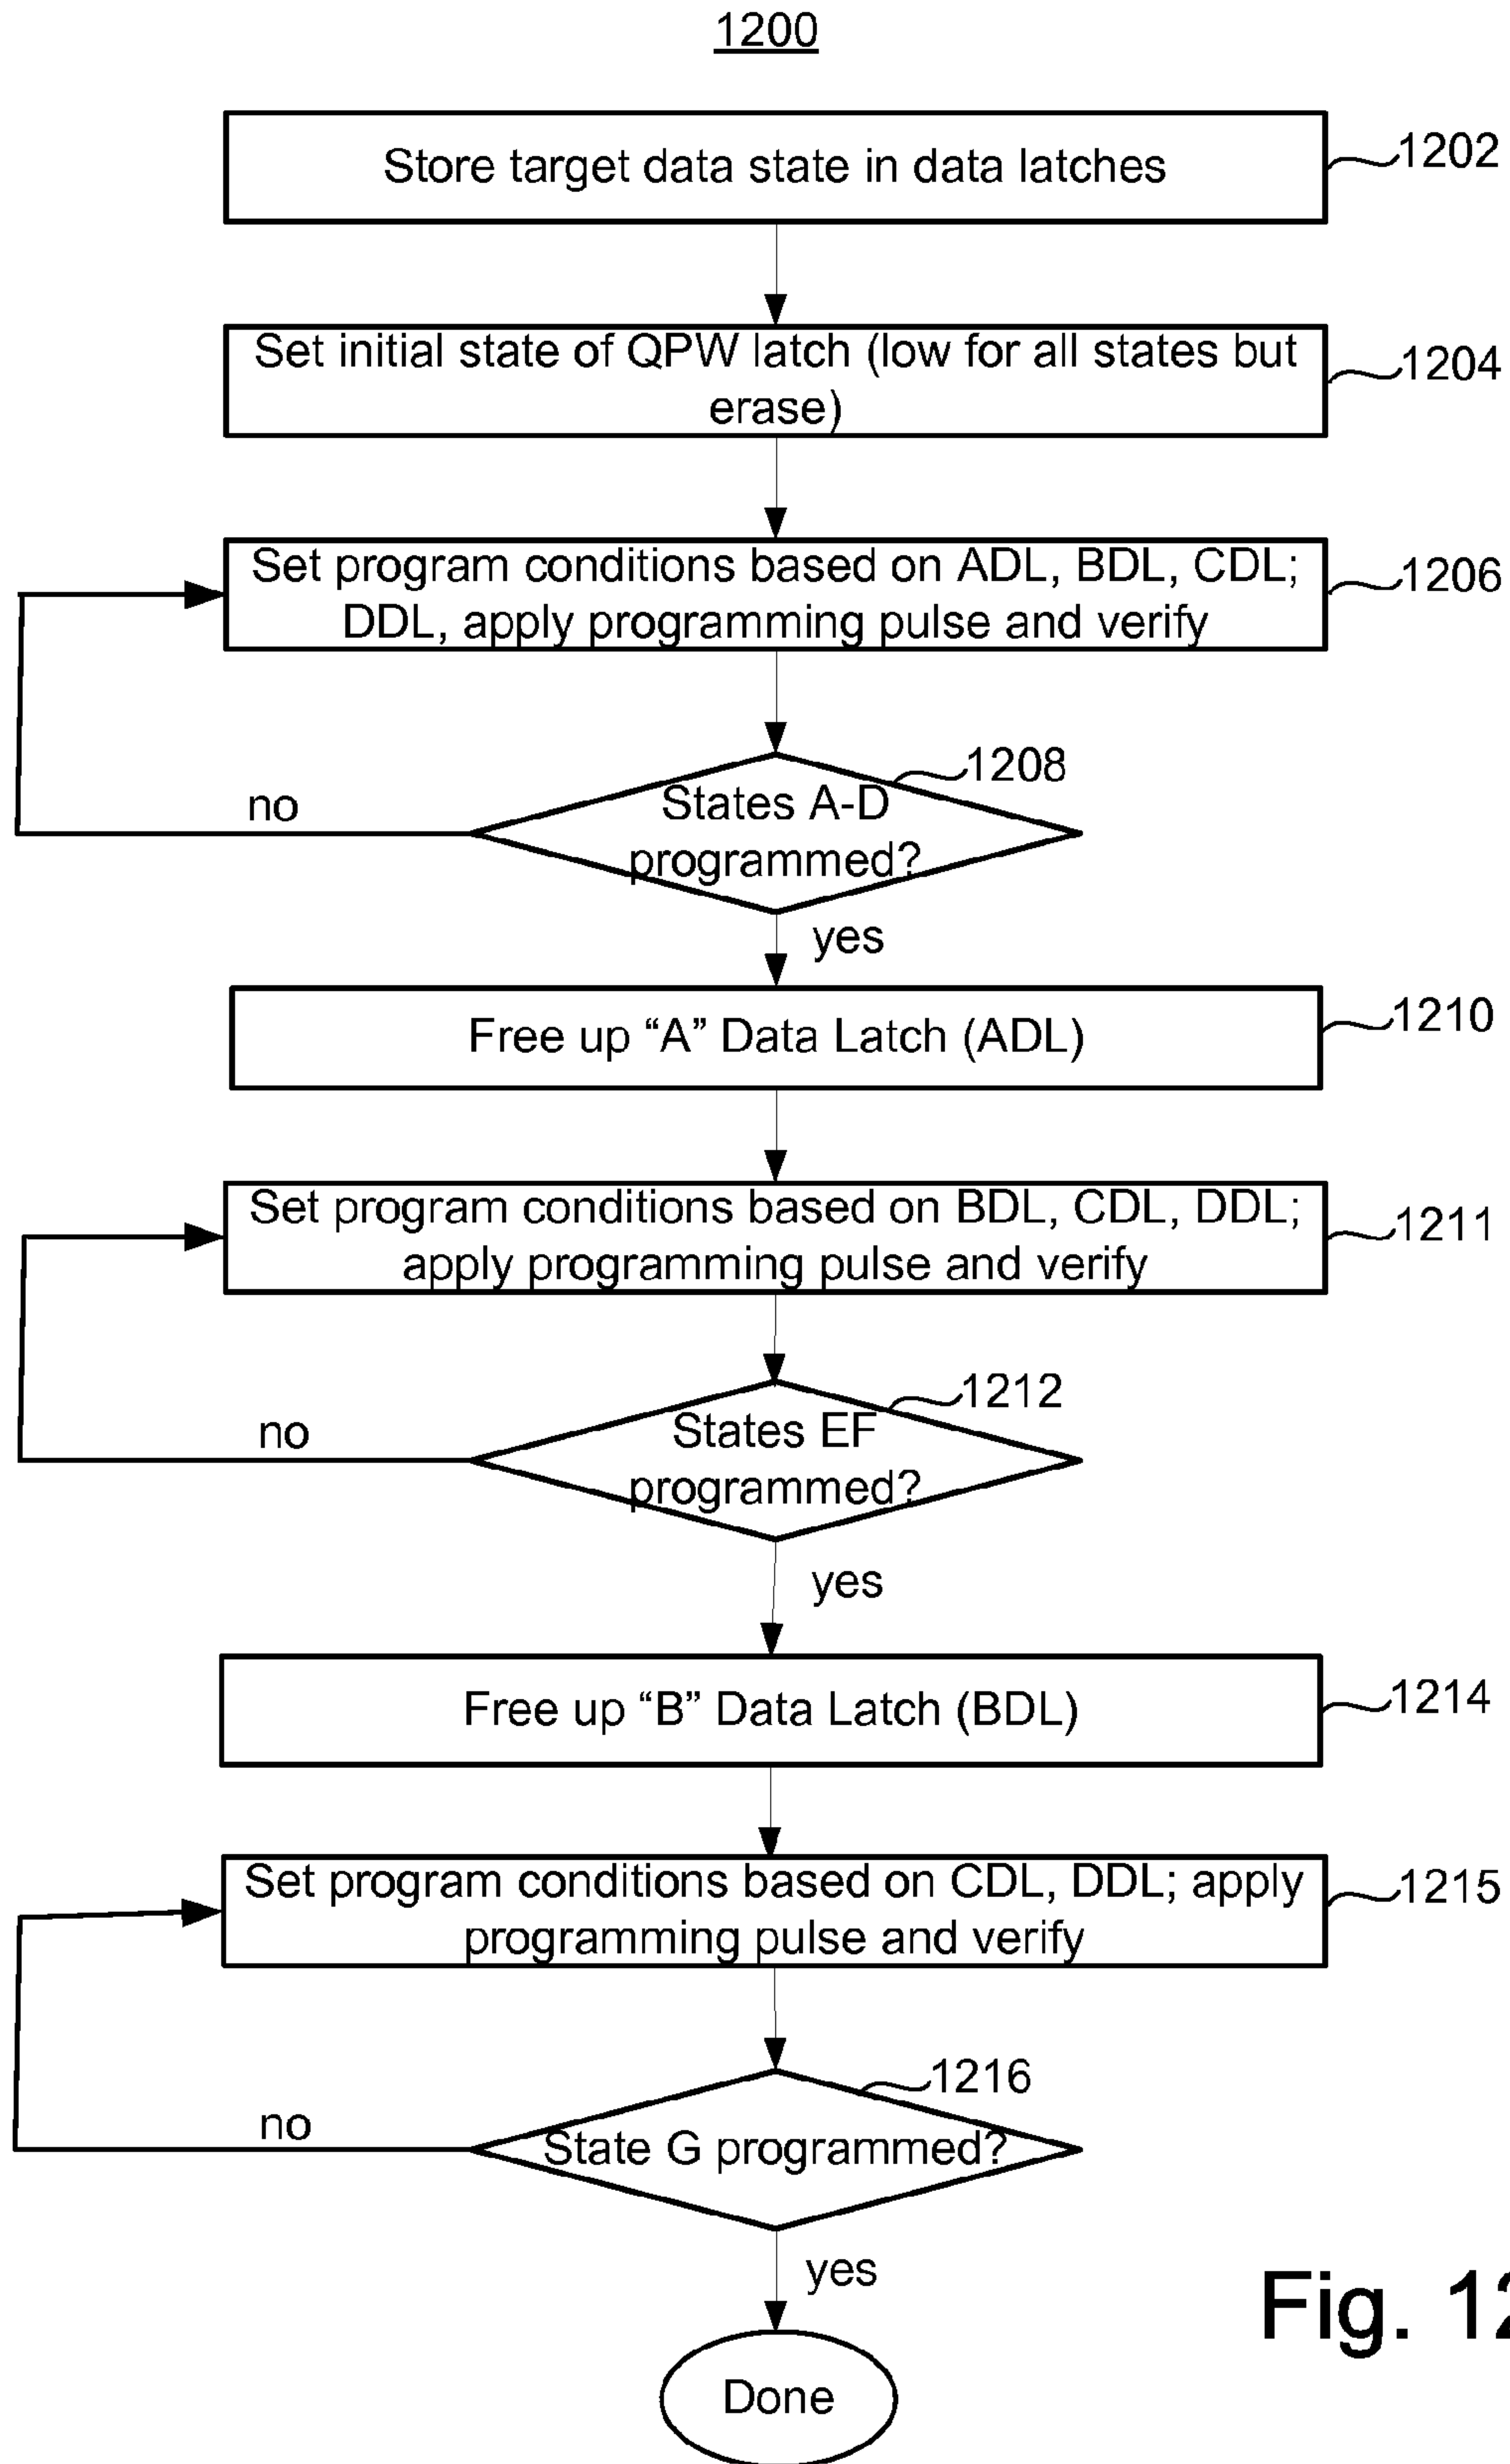 1200
Store target data state in data latches
1202
Set initial state of QPW latch (low for all states but
erase)
1204
Set program conditions based on ADL, BDL, CDL;
DDL, apply programming pulse and verify
1206
1208
States A-D
programmed?
no
yes
Free up “A” Data Latch (ADL)
1210
Set program conditions based on BDL, CDL, DDL;
apply programming pulse and verify
1211
1212
States EF
programmed?
no
yes
Free up “B” Data Latch (BDL)
1214
Set program conditions based on CDL, DDL; apply
programming pulse and verify
1215
1216
State G programmed?
no
yes
Fig. 12
Done